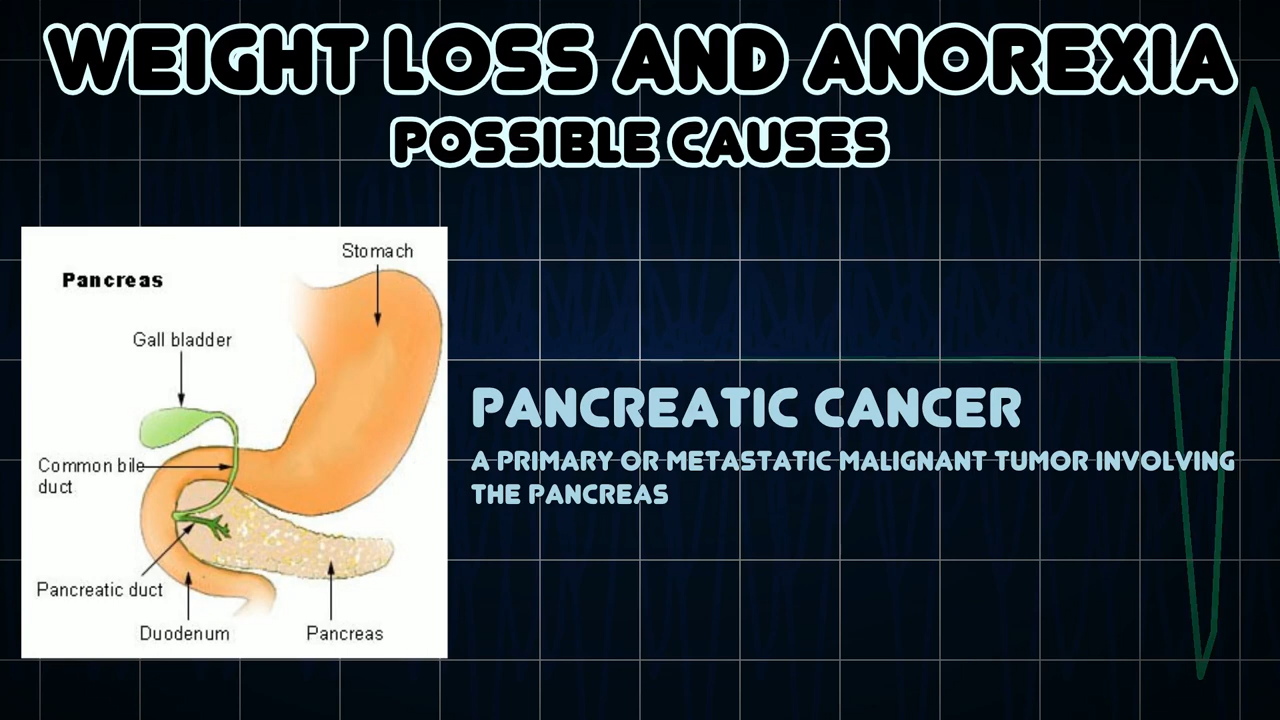 WEIGHT LOSS AND ANOREXIA
POSSIBLE CAUSES
Stomach
Pancreas
Gall bladder
Common bile
duct
Pancreatic duct
Duodenum
Pancreas
PANCREATIC CANCER
A PRIMARY OR METASTATIC MALIGNANT TUMOR INVOLVING
THE PANCREAS